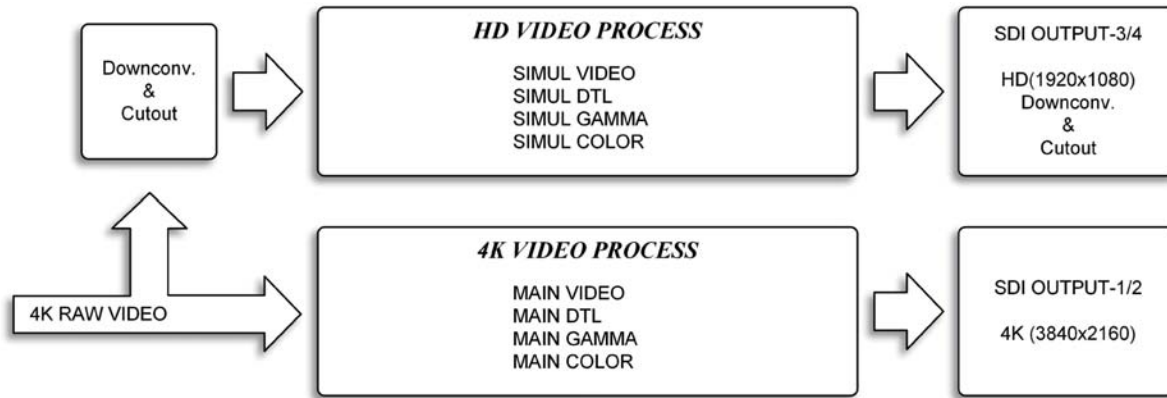 Downconv.
&
Cutout
HD VIDEO PROCESS
SIMUL VIDEO
SIMUL DTL
SIMUL GAMMA
SIMUL COLOR
SDI OUTPUT-3/4
HD(1920x1080)
Downconv.
&
Cutout
4K RAW VIDEO
4K VIDEO PROCESS
MAIN VIDEO
MAIN DTL
MAIN GAMMA
MAIN COLOR
SDI OUTPUT-1/2
4K (3840x2160)